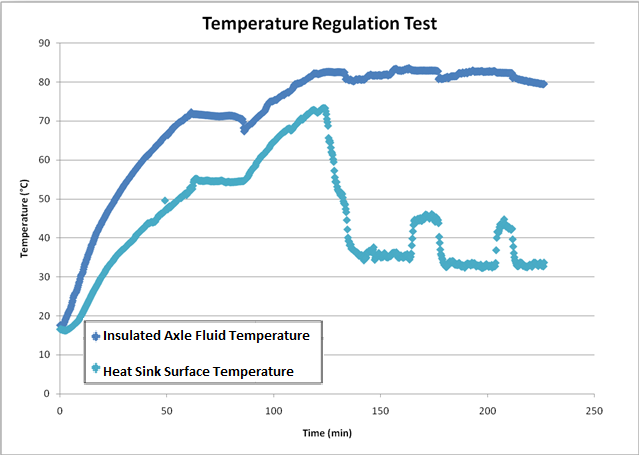 Temperature Regulation Test
90
80
70
60
50
40
30
20
10
0
Temperature (°C)
Insulated Axle Fluid Temperature
Heat Sink Surface Temperature
0 50 100 150 200 250
Time (min)